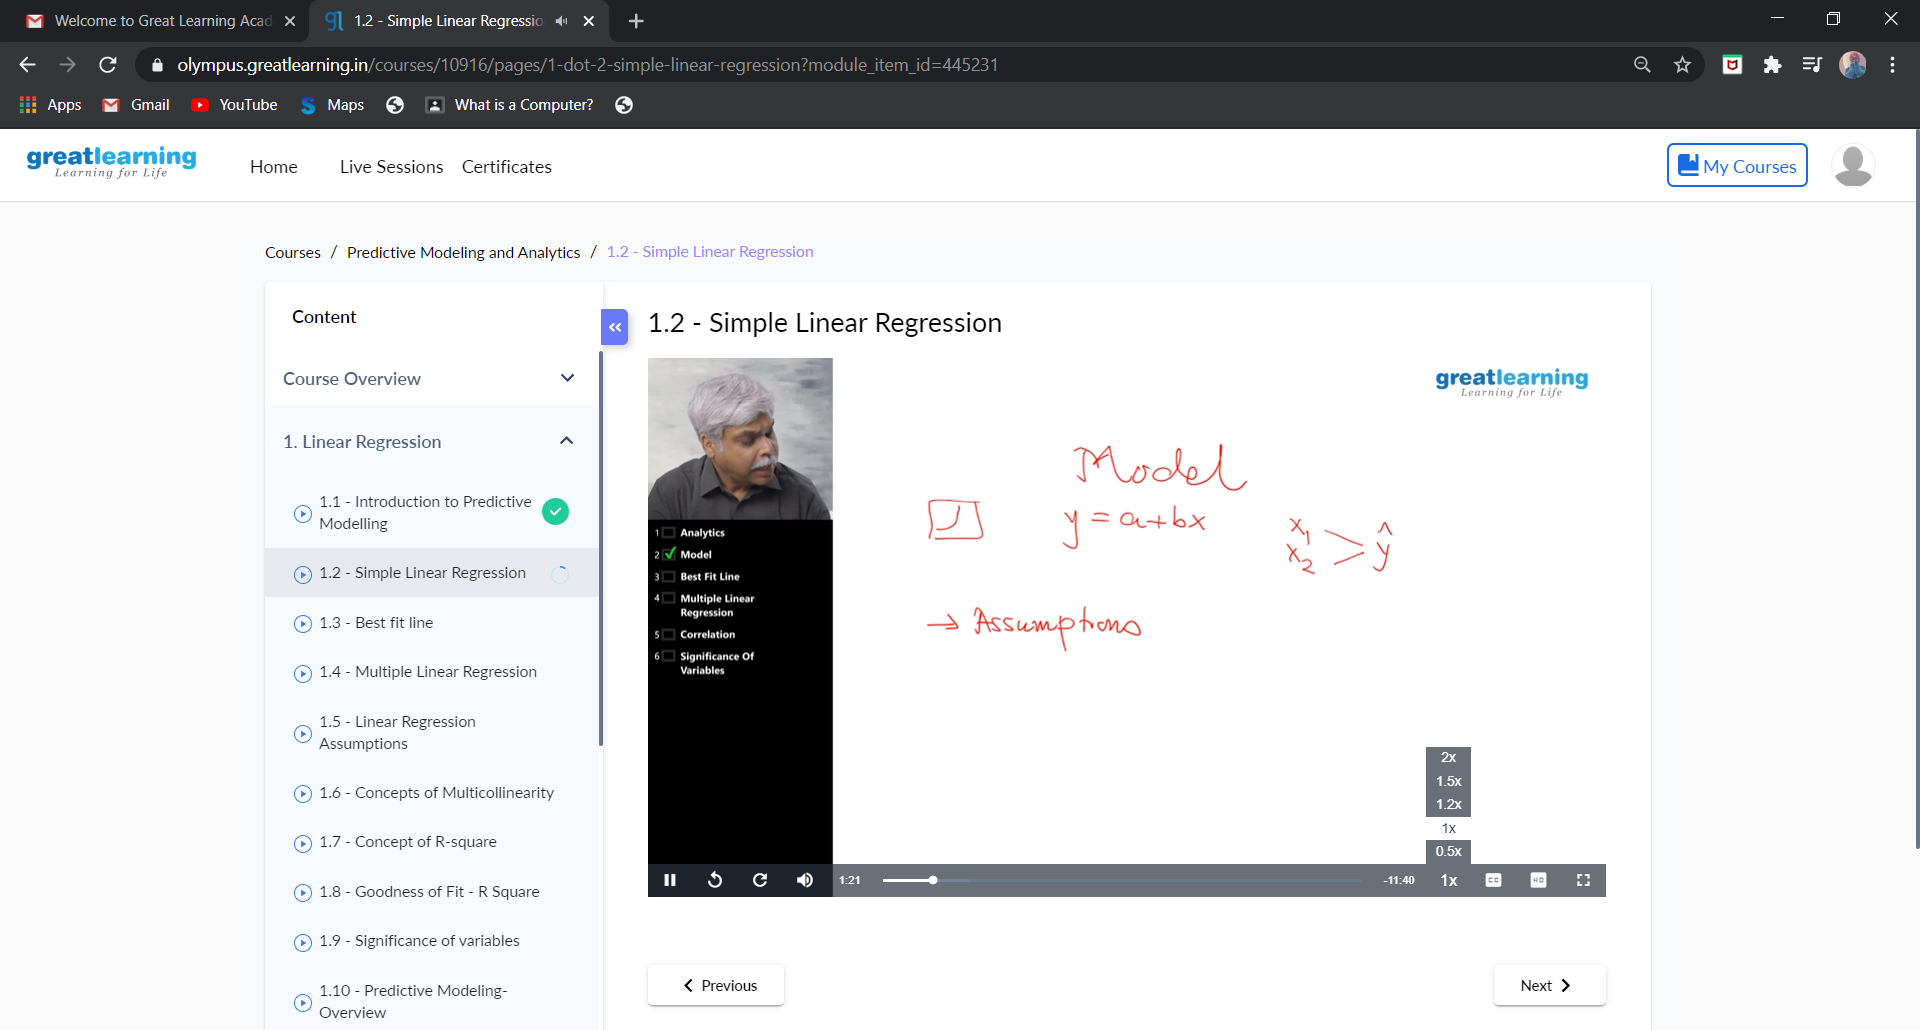 Welcome to Great Learning Acad
1.2 - Simple Linear Regressio
olympus.greatlearning.in/courses/10916/pages/1-dot-2-simple-linear-regression?module_item_id=445231
Apps
Gmail
YouTube
Maps
What is a Computer?
greatlearning
Learning for Life
Home
Live Sessions
Certificates
My Courses
Courses / Predictive Modeling and Analytics / 1.2 - Simple Linear Regression
Content
Course Overview
1. Linear Regression
1.1 - Introduction to Predictive
Modelling
1.2 - Simple Linear Regression
1.3 - Best fit line
1.4 - Multiple Linear Regression
1.5 - Linear Regression
Assumptions
1.6 - Concepts of Multicollinearity
1.7 - Concept of R-square
1.8 - Goodness of Fit - R Square
1.9 - Significance of variables
1.10 - Predictive Modeling-
Overview
1.2 - Simple Linear Regression
greatlearning
Learning for Life
1 Analytics
2 Model
3 Best Fit Line
4 Multiple Linear
Regression
5 Correlation
6 Significance Of
Variables
Model
y = a+bx
x₁
x₂ > ŷ
→ Assumptions
2x
1.5x
1.2x
1x
0.5x
1:21
-11:40
1x
CC
HD
Previous
Next